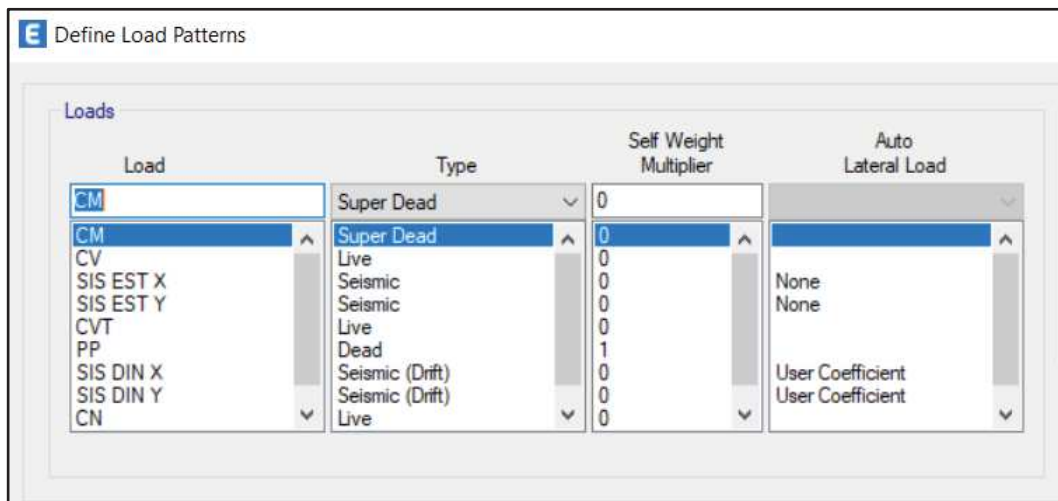 E Define Load Patterns
Loads
Load Type Self Weight Multiplier Auto Lateral Load
CM Super Dead 0
CM Super Dead 0
CV Live 0
SIS EST X Seismic 0 None
SIS EST Y Seismic 0 None
CVT Live 0
PP Dead 1
SIS DIN X Seismic (Drift) 0 User Coefficient
SIS DIN Y Seismic (Drift) 0 User Coefficient
CN Live 0